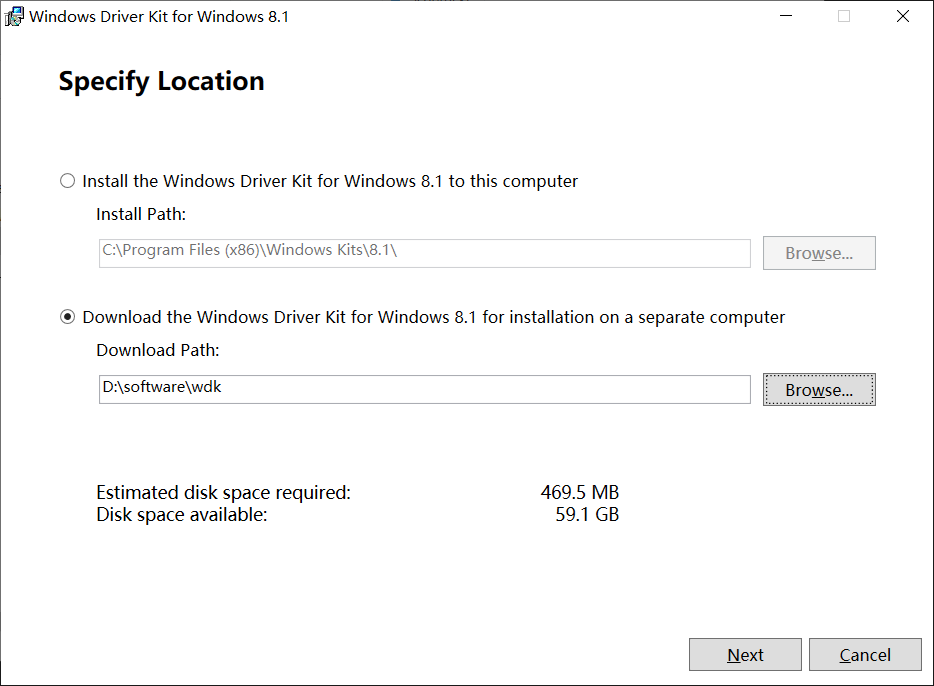 Windows Driver Kit for Windows 8.1
Specify Location
Install the Windows Driver Kit for Windows 8.1 to this computer
Install Path:
C:\Program Files (x86)\Windows Kits\8.1\
Browse...
Download the Windows Driver Kit for Windows 8.1 for installation on a separate computer
Download Path:
D:\software\wdk
Browse...
Estimated disk space required: 469.5 MB
Disk space available: 59.1 GB
Next Cancel